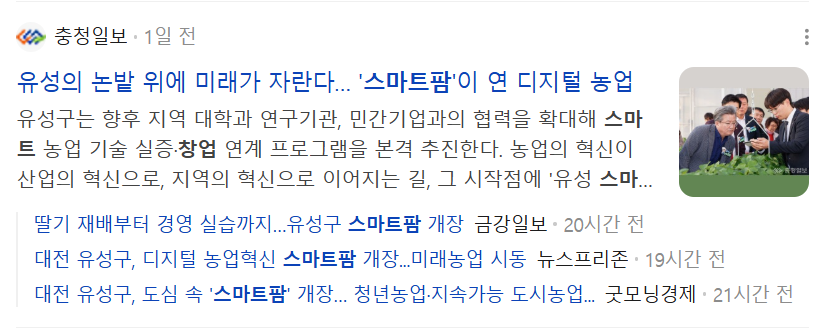 충청일보 · 1일 전
유성의 논밭 위에 미래가 자란다... '스마트팜'이 연 디지털 농업
유성구는 향후 지역 대학과 연구기관, 민간기업과의 협력을 확대해 스마
트 농업 기술 실증·창업 연계 프로그램을 본격 추진한다. 농업의 혁신이
산업의 혁신으로, 지역의 혁신으로 이어지는 길, 그 시작점에 '유성 스마...
딸기 재배부터 경영 실습까지...유성구 스마트팜 개장 금강일보 · 20시간 전
대전 유성구, 디지털 농업혁신 스마트팜 개장...미래농업 시동 뉴스프리존 · 19시간 전
대전 유성구, 도심 속 '스마트팜' 개장... 청년농업·지속가능 도시농업... 굿모닝경제 · 21시간 전